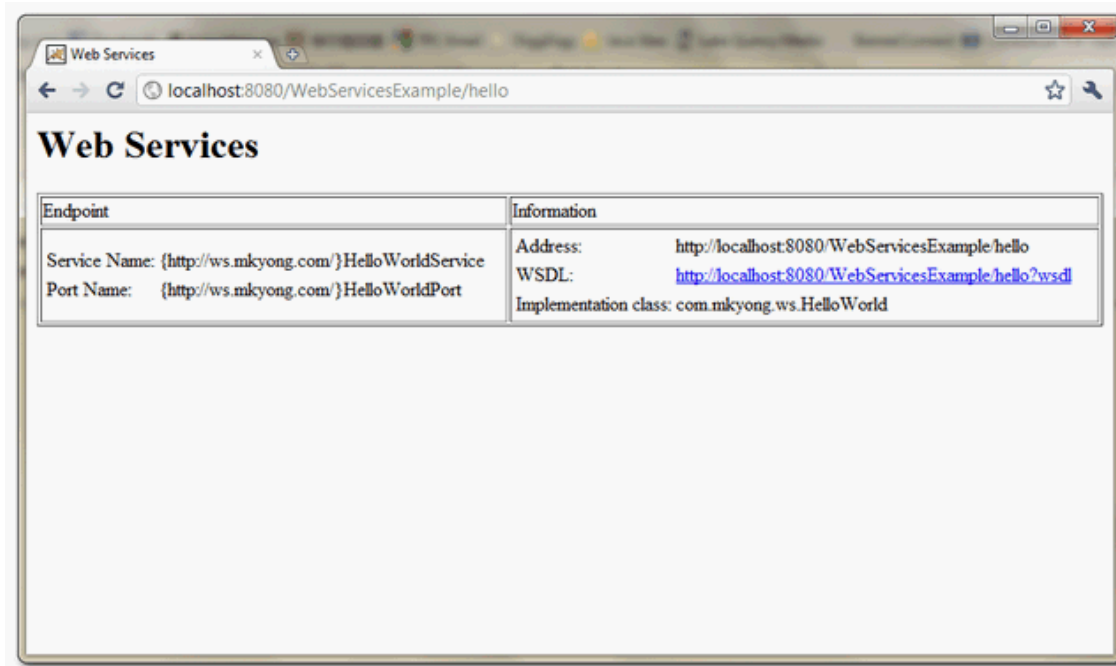 Web Services
localhost:8080/WebServicesExample/hello
Web Services
Endpoint
Information
Service Name: {http://ws.mkyong.com/}HelloWorldService
Port Name: {http://ws.mkyong.com/}HelloWorldPort
Address: http://localhost:8080/WebServicesExample/hello
WSDL: http://localhost:8080/WebServicesExample/hello?wsdl
Implementation class: com.mkyong.ws.HelloWorld